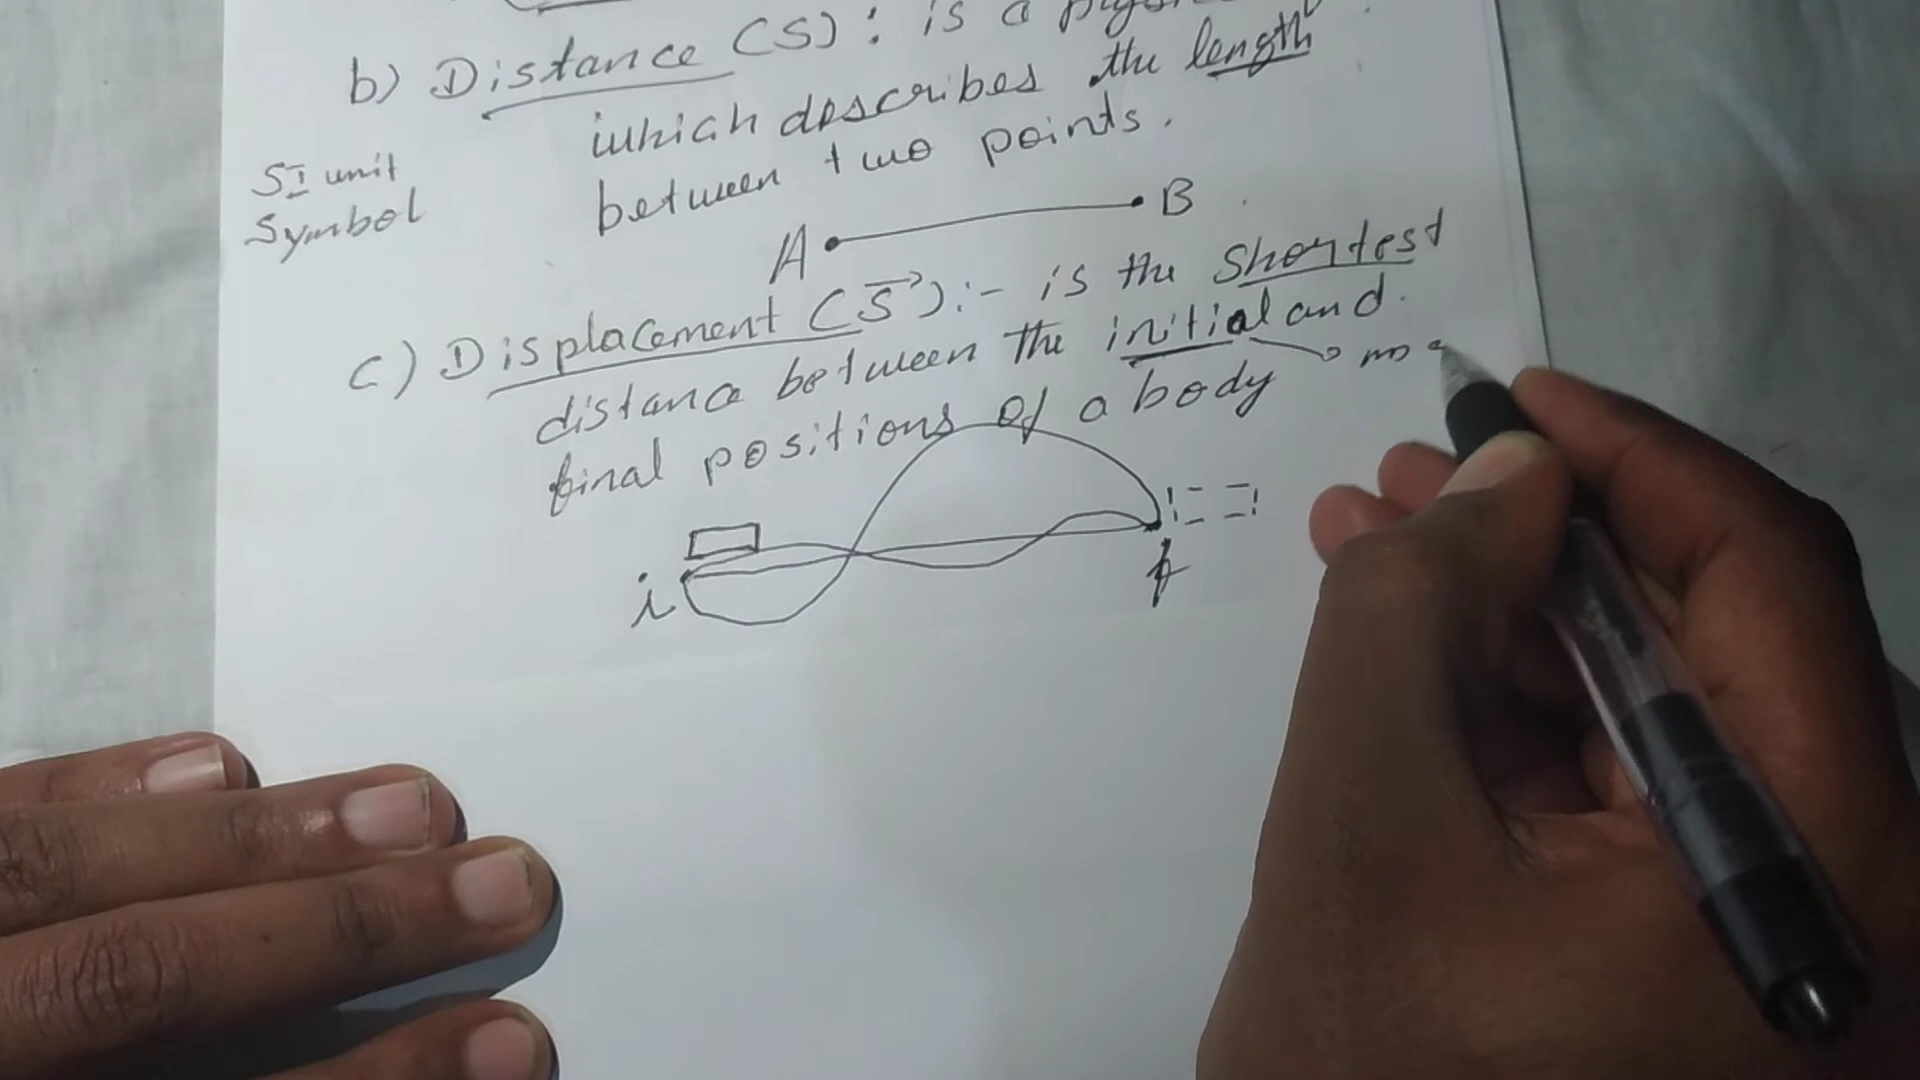 b) Distance (S): is a
which describes the length
between two points.
SI unit
Symbol
A B
c) Displacement (S⃗):- is the shortest
distance between the initial and
final positions of a body
i f